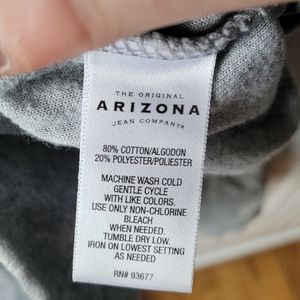 THE ORIGINAL
ARIZONA
JEAN COMPANY®
80% COTTON/ALGODON
20% POLYESTER/POLIESTER
MACHINE WASH COLD
GENTLE CYCLE
WITH LIKE COLORS.
USE ONLY NON-CHLORINE
BLEACH
WHEN NEEDED.
TUMBLE DRY LOW.
IRON ON LOWEST SETTING
AS NEEDED
RN# 93677